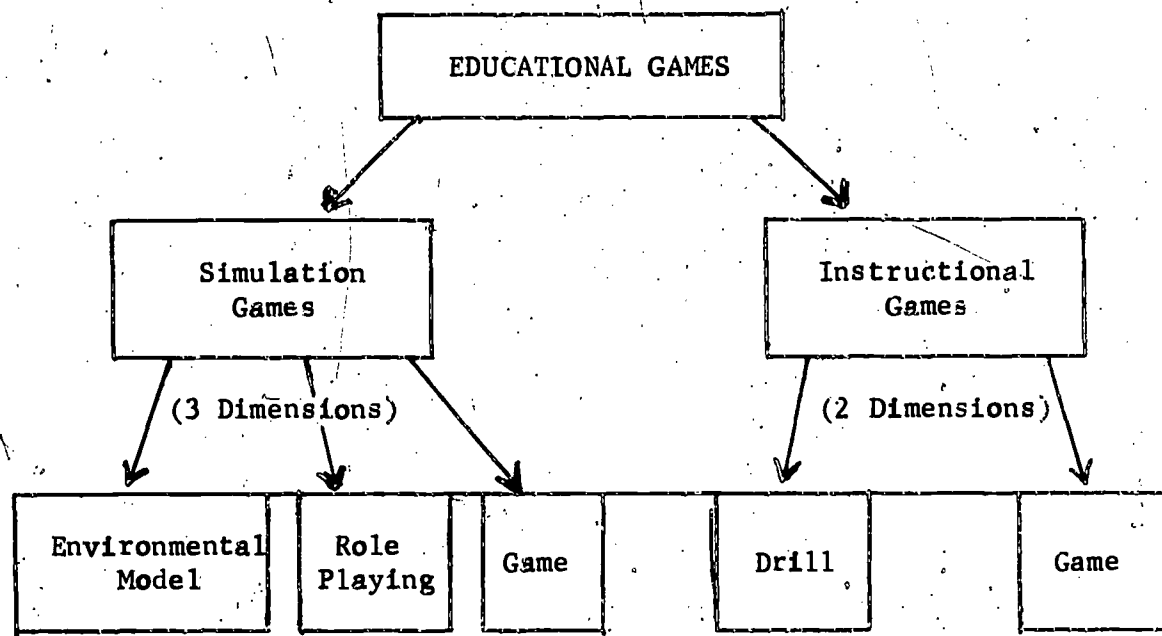 EDUCATIONAL GAMES
Simulation
Games
Instructional
Games
(3 Dimensions)
(2 Dimensions)
Environmental
Model
Role
Playing
Game
Drill
Game